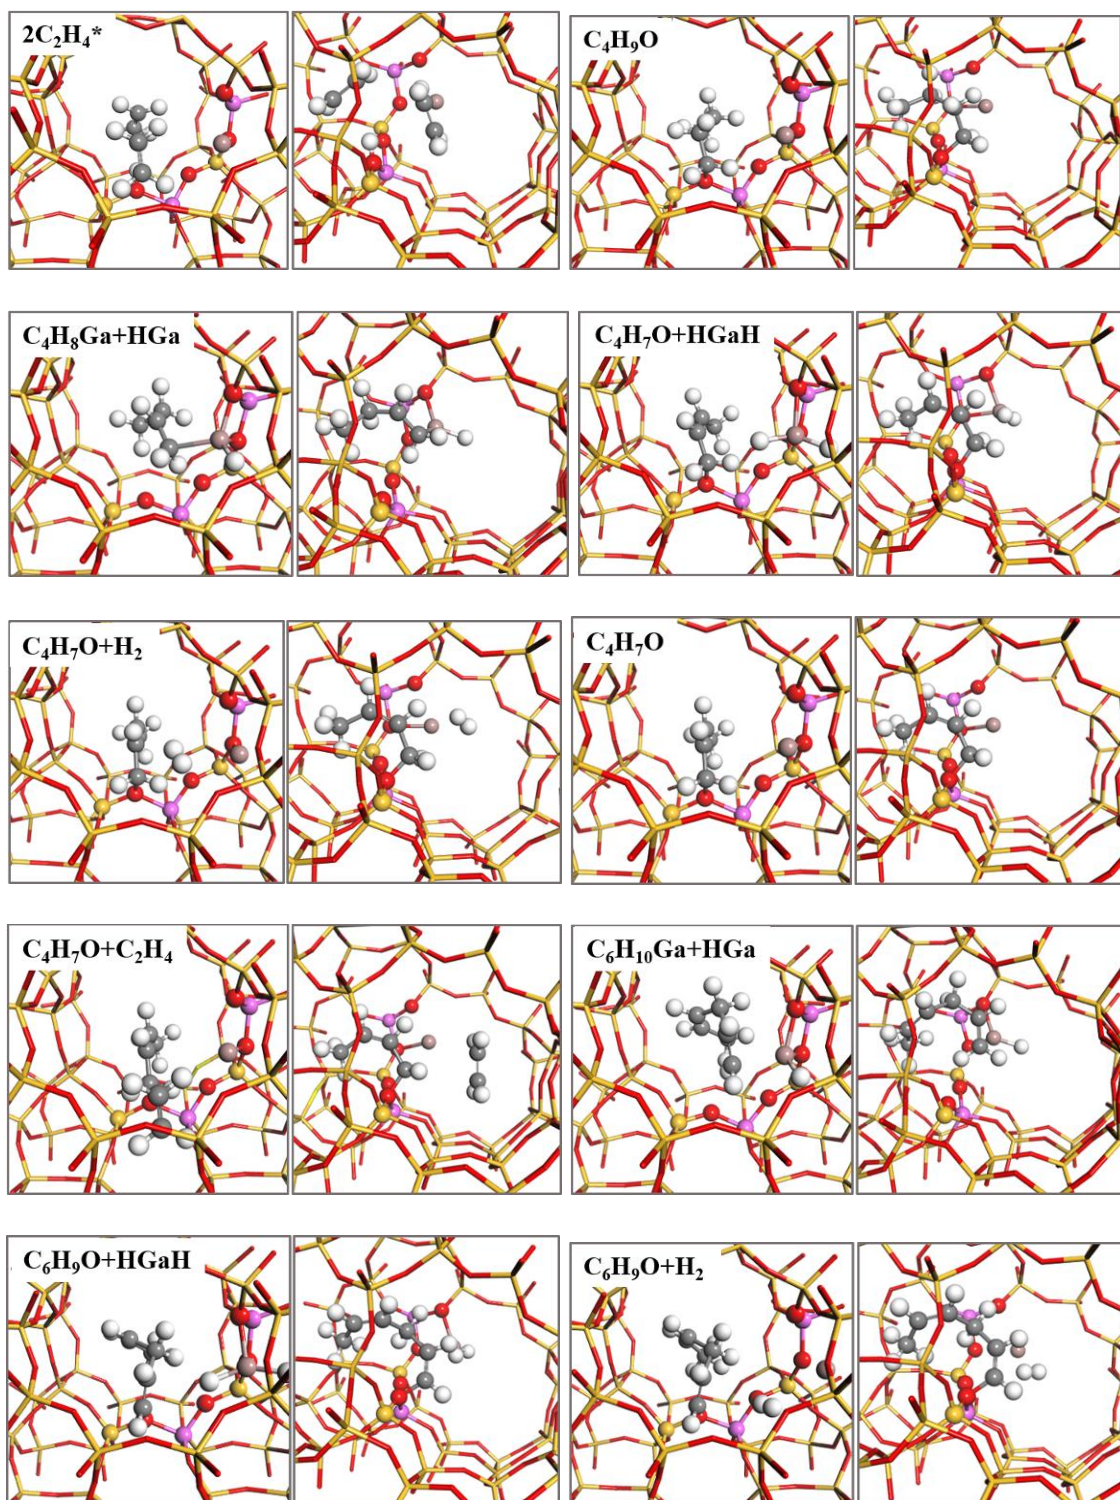 2C₂H₄*
C₄H₉O
C₄H₈Ga+HGa
C₄H₇O+HGaH
C₄H₇O+H₂
C₄H₇O
C₄H₇O+C₂H₄
C₆H₁₀Ga+HGa
C₆H₉O+HGaH
C₆H₉O+H₂